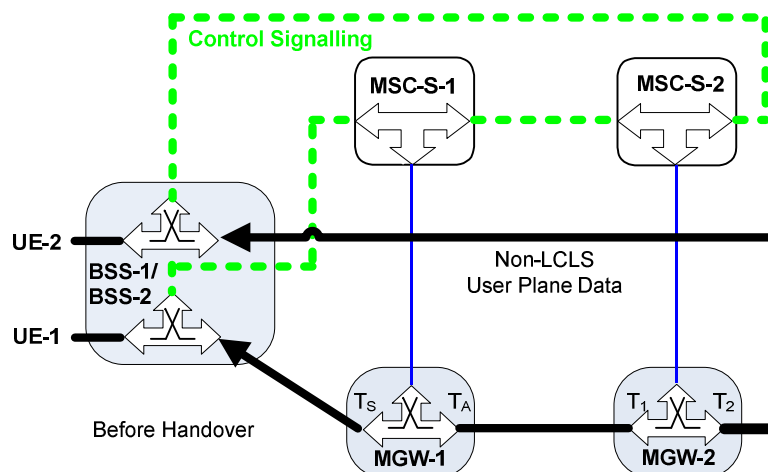 Control Signalling
MSC-S-1
MSC-S-2
UE-2
BSS-1/
BSS-2
Non-LCLS
User Plane Data
UE-1
TS
TA
T1
T2
Before Handover
MGW-1
MGW-2